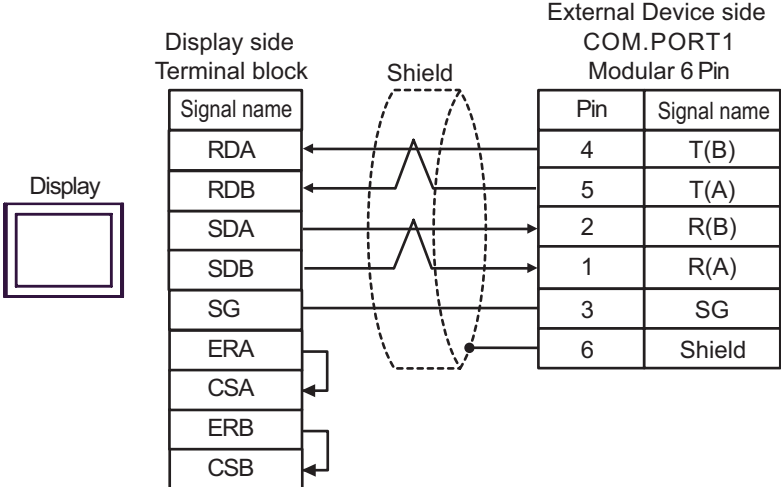 External Device side
Display side COM.PORT1
Terminal block Shield Modular 6 Pin
Signal name Pin Signal name
RDA 4 T(B)
Display RDB 5 T(A)
SDA 2 R(B)
SDB 1 R(A)
SG 3 SG
ERA 6 Shield
CSA
ERB
CSB